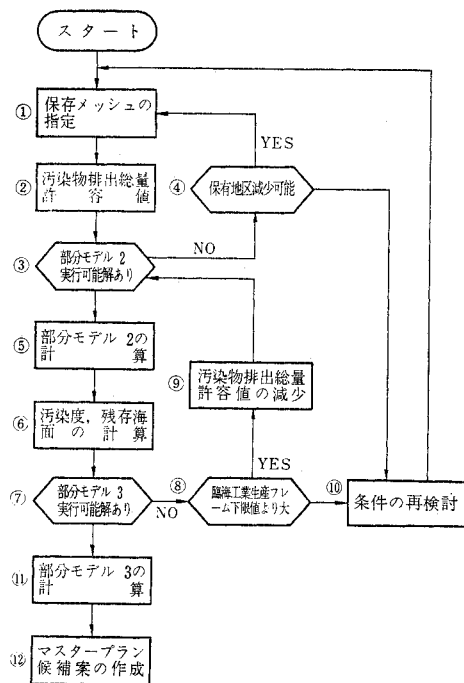 スタート
① 保存メッシュの
指定
YES
② 汚染物排出総量
許容値
④ 保有地区減少可能
NO
③ 部分モデル2
実行可能解あり
⑤ 部分モデル2の
計算
⑨ 汚染物排出総量
許容値の減少
⑥ 汚染度,残存海
面の計算
YES
⑦ 部分モデル3
実行可能解あり
NO
⑧ 臨海工業生産フレ
ーム下限値より大
⑩ 条件の再検討
⑪ 部分モデル3の
計算
⑫ マスタープラン
候補案の作成